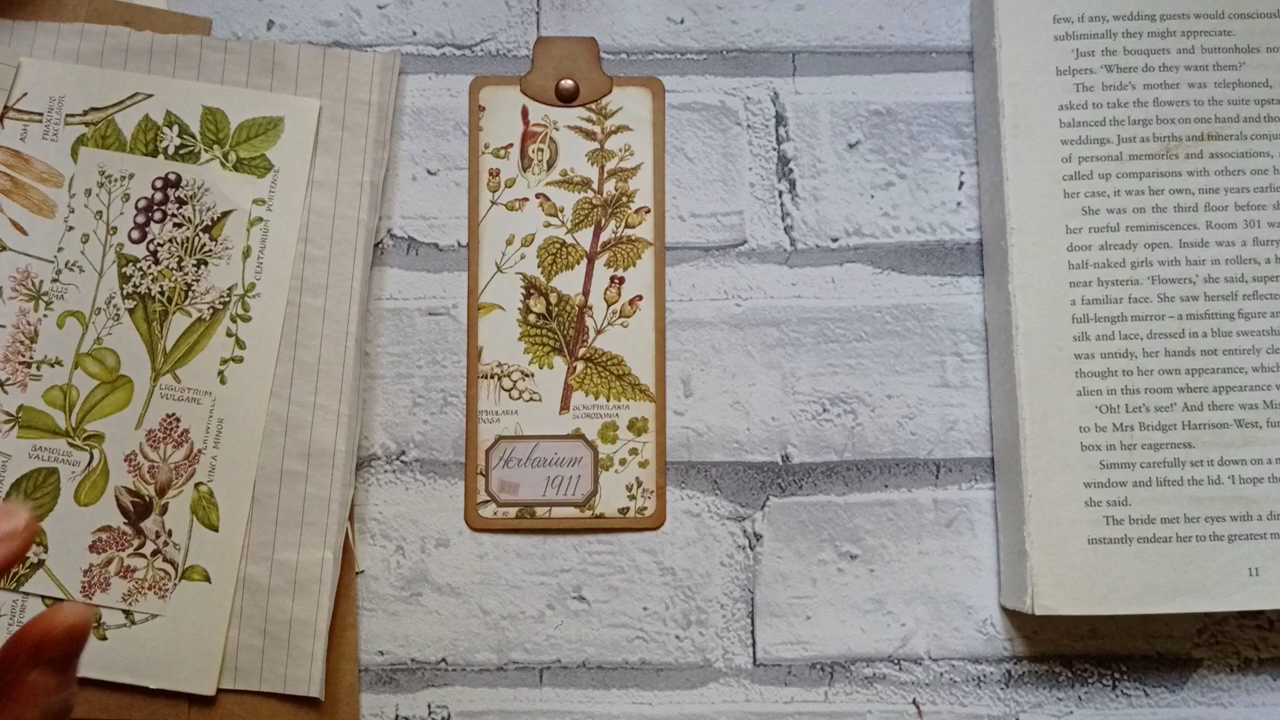 ASH
FRAXINUS
EXCELSIOR
CENTAURIUM PORTENSE
LIGUSTRUM
VULGARE.
SAMOLUS
VALERANDI
VINCA MINOR
SCROPHULARIA
SCORODONIA
Herbarium
1911.
few, if any, wedding guests would consciousl
subliminally they might appreciate.
'Just the bouquets and buttonholes no
helpers. 'Where do they want them?'
The bride's mother was telephoned,
asked to take the flowers to the suite upsta
balanced the large box on one hand and tho
weddings. Just as births and funerals conju
of personal memories and associations,
called up comparisons with others one h
her case, it was her own, nine years earli
She was on the third floor before sh
her rueful reminiscences. Room 301 wa
door already open. Inside was a flurry
half-naked girls with hair in rollers, a h
near hysteria. 'Flowers,' she said, super
a familiar face. She saw herself reflecte
full-length mirror – a misfitting figure a
silk and lace, dressed in a blue sweatshi
was untidy, her hands not entirely cle
thought to her own appearance, which
alien in this room where appearance
'Oh! Let's see!' And there was Mi
to be Mrs Bridget Harrison-West, fu
box in her eagerness.
Simmy carefully set it down on a
window and lifted the lid. 'I hope th
she said.
The bride met her eyes with a di
instantly endear her to the greatest m
11